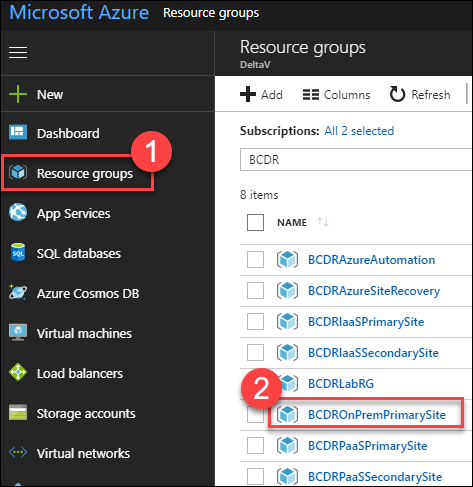 Microsoft Azure Resource groups
New
Dashboard
1
Resource groups
App Services
SQL databases
Azure Cosmos DB
Virtual machines
Load balancers
Storage accounts
Virtual networks
Resource groups
DeltaV
Add Columns Refresh
Subscriptions: All 2 selected
BCDR
8 items
NAME
BCDRAzureAutomation
BCDRAzureSiteRecovery
BCDRIaaSPrimarySite
BCDRIaaSSecondarySite
BCDRLabRG
2
BCDROnPremPrimarySite
BCDRPaaSPrimarySite
BCDRPaaSSecondarySite